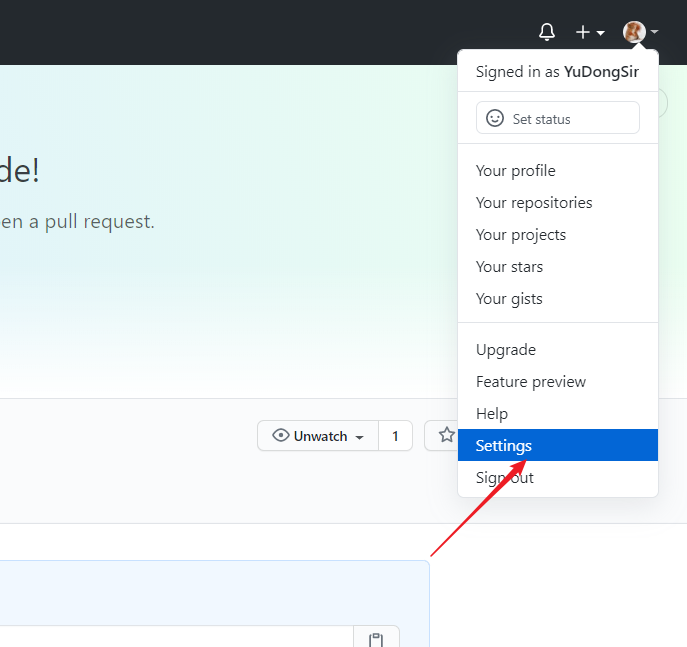 Signed in as YuDongSir
Set status
de!
Your profile
Your repositories
en a pull request.
Your projects
Your stars
Your gists
Upgrade
Feature preview
Help
Unwatch
1
Settings
Sign out